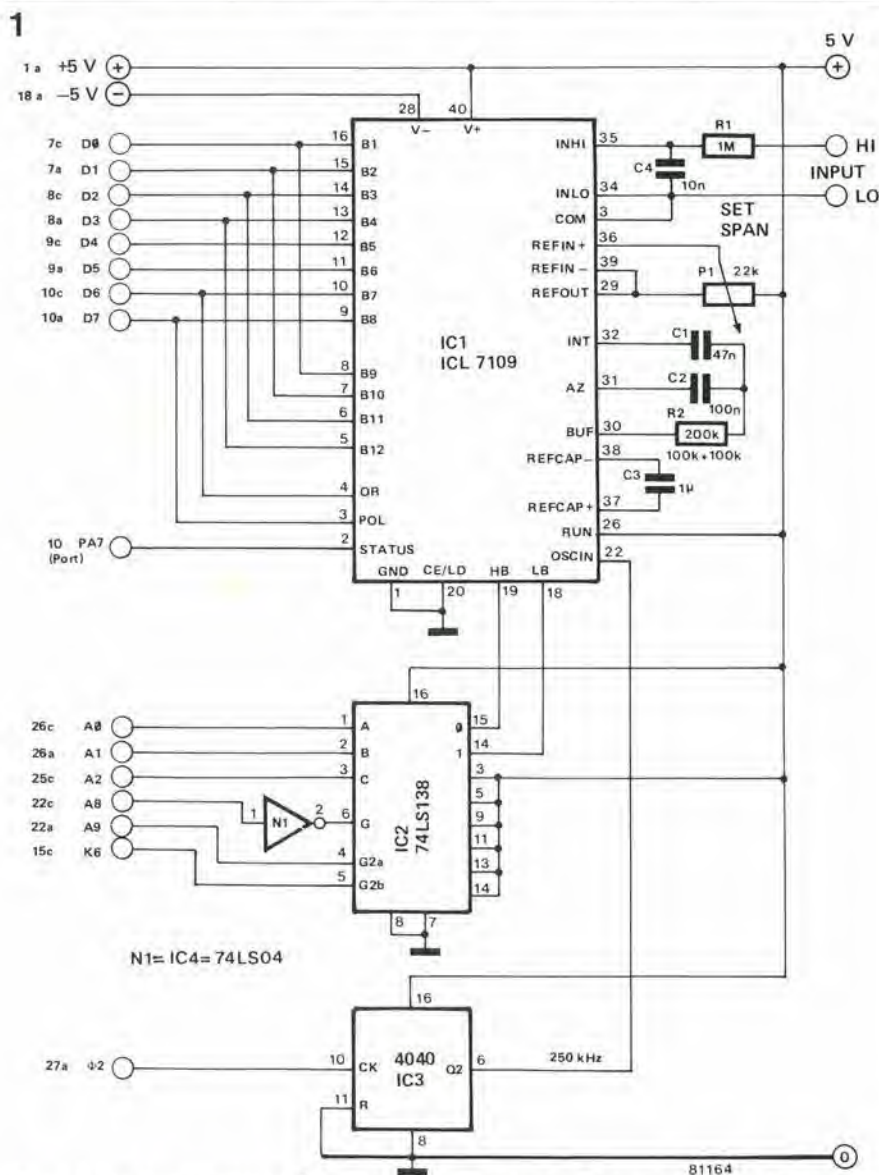 1
5 V
1 a +5 V +
18 a −5 V −
28 40
V− V+
7c D0 16 B1
7a D1 15 B2
8c D2 14 B3
8a D3 13 B4
9c D4 12 B5
9a D5 11 B6
10c D6 10 B7
10a D7 9 B8
8 B9
7 B10
6 B11
5 B12
4 OR
3 POL
10 PA7 2 STATUS
(Port)
IC1
ICL 7109
INHI 35 R1 1M HI
C4 10n INPUT
INLO 34 LO
COM 3
SET
SPAN
REFIN+ 36
REFIN− 39 P1 22k
REFOUT 29
INT 32 C1 47n
AZ 31 C2 100n
BUF 30 R2 200k
100k+100k
REFCAP− 38
C3 1µ
REFCAP+ 37
RUN 26
OSCIN 22
GND CE/LD HB LB
1 20 19 18
16
26c A0 1 A 0 15
26a A1 2 B 1 14
25c A2 3 C 3
22c A8 1 N1 2 6 G 5
22a A9 4 G2a 9
15c K6 5 G2b 11
13
14
IC2
74LS138
8 7
N1= IC4= 74LS04
16
27a Φ2 10 CK 4040 Q2 6 250 kHz
IC3
11 R
8
0
81164